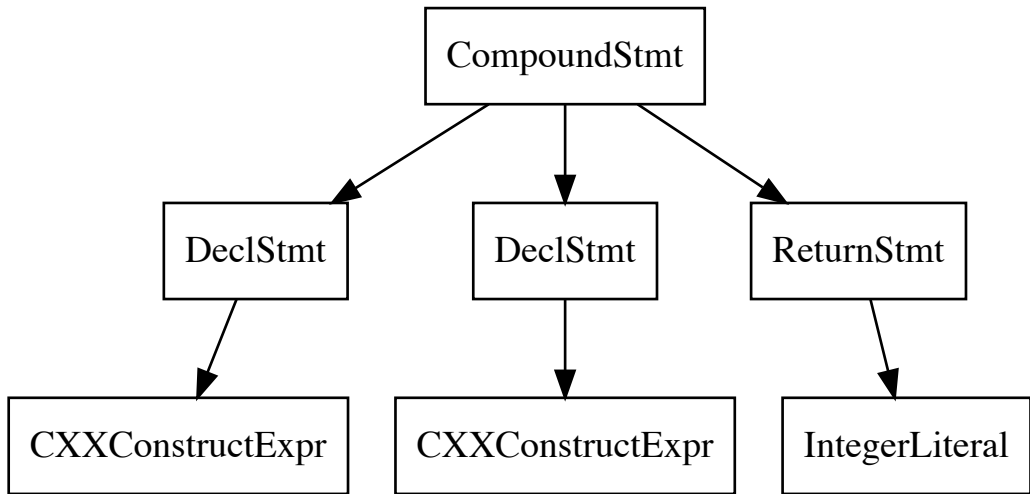 CompoundStmt
DeclStmt
DeclStmt
ReturnStmt
CXXConstructExpr
CXXConstructExpr
IntegerLiteral